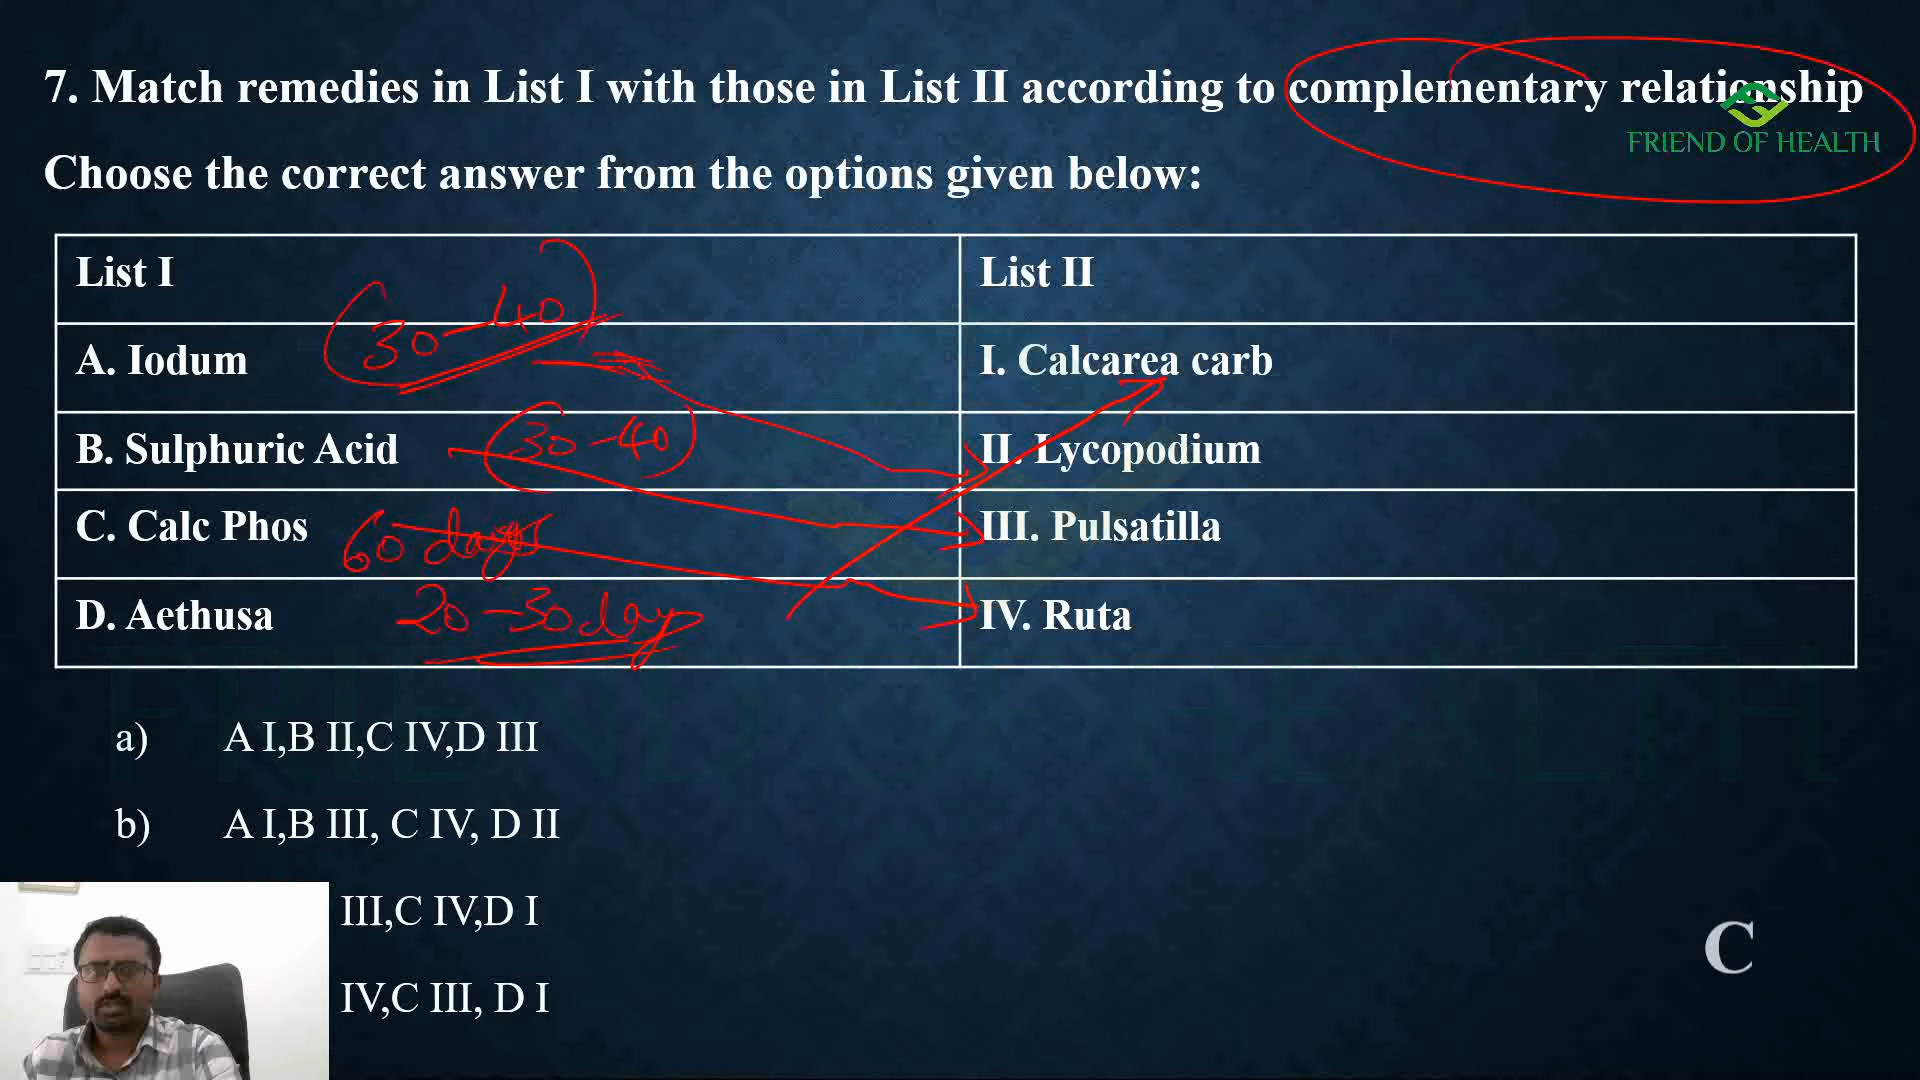 7. Match remedies in List I with those in List II according to complementary relationship
FRIEND OF HEALTH
Choose the correct answer from the options given below:
List I
List II
30-40
A. Iodum
I. Calcarea carb
B. Sulphuric Acid
30-40
II. Lycopodium
C. Calc Phos
60 days
III. Pulsatilla
D. Aethusa
20-30 day
IV. Ruta
a) A I,B II,C IV,D III
b) A I,B III, C IV, D II
III,C IV,D I
IV,C III, D I
C